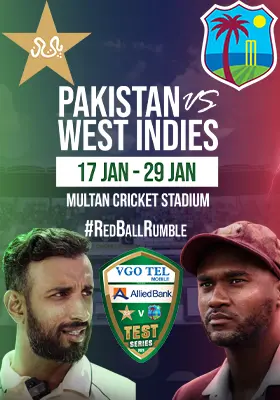 PAKISTAN VS
WEST INDIES
17 JAN - 29 JAN
MULTAN CRICKET STADIUM
#REDBALLRUMBLE
VGO TEL
MOBILE
AlliedBank
V
TEST
SERIES